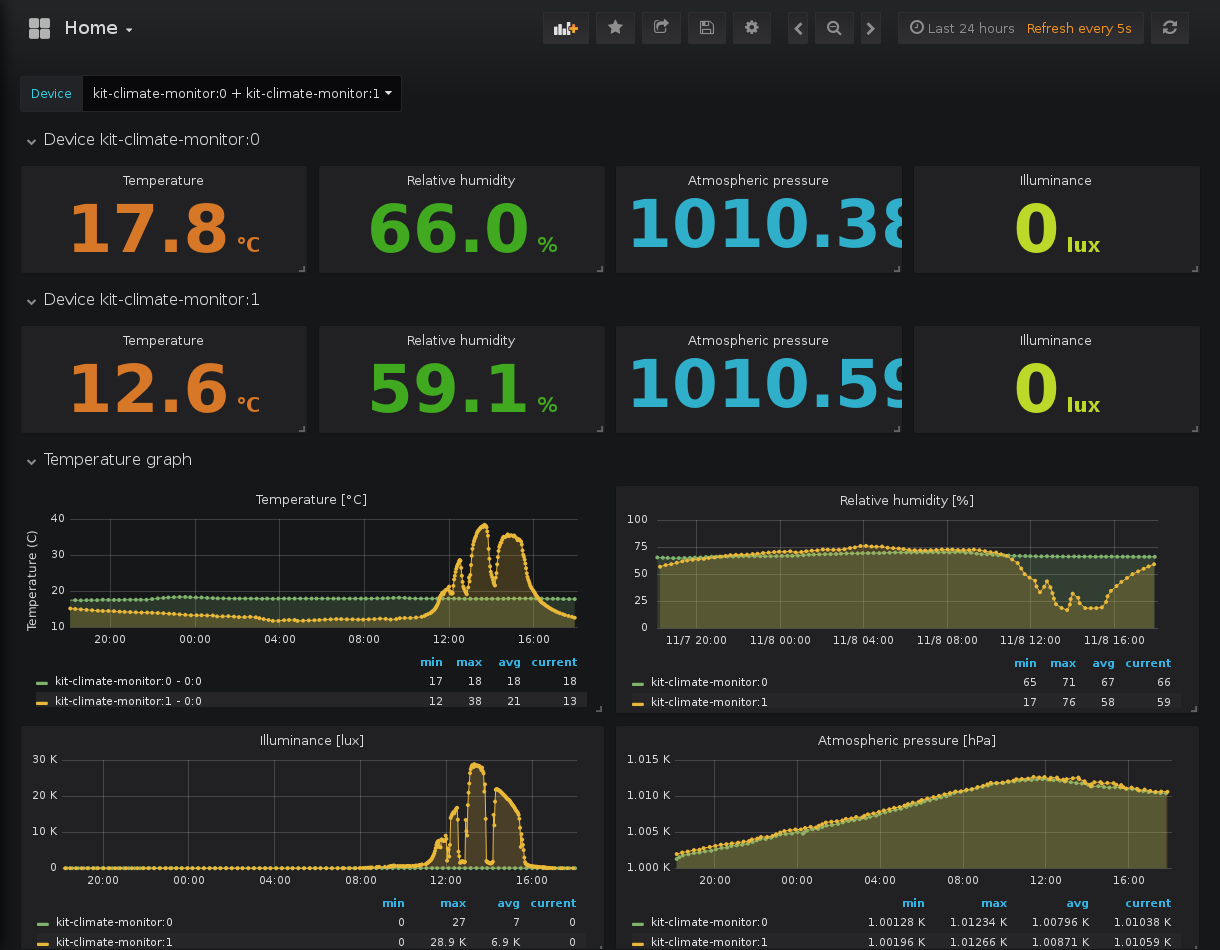 Home
Last 24 hours Refresh every 5s
Device kit-climate-monitor:0 + kit-climate-monitor:1
Device kit-climate-monitor:0
Temperature Relative humidity Atmospheric pressure Illuminance
17.8 °C 66.0 % 1010.38 0 lux
Device kit-climate-monitor:1
Temperature Relative humidity Atmospheric pressure Illuminance
12.6 °C 59.1 % 1010.59 0 lux
Temperature graph
Temperature [°C]
Temperature (C)
40
30
20
10
20:00 00:00 04:00 08:00 12:00 16:00
min max avg current
kit-climate-monitor:0 - 0:0 17 18 18 18
kit-climate-monitor:1 - 0:0 12 38 21 13
Relative humidity [%]
100
75
50
25
0
11/7 20:00 11/8 00:00 11/8 04:00 11/8 08:00 11/8 12:00 11/8 16:00
min max avg current
kit-climate-monitor:0 65 71 67 66
kit-climate-monitor:1 17 76 58 59
Illuminance [lux]
30 K
20 K
10 K
0
20:00 00:00 04:00 08:00 12:00 16:00
min max avg current
kit-climate-monitor:0 0 27 7 0
kit-climate-monitor:1 0 28.9 K 6.9 K 0
Atmospheric pressure [hPa]
1.015 K
1.010 K
1.005 K
1.000 K
20:00 00:00 04:00 08:00 12:00 16:00
min max avg current
kit-climate-monitor:0 1.00128 K 1.01234 K 1.00796 K 1.01038 K
kit-climate-monitor:1 1.00196 K 1.01266 K 1.00871 K 1.01059 K